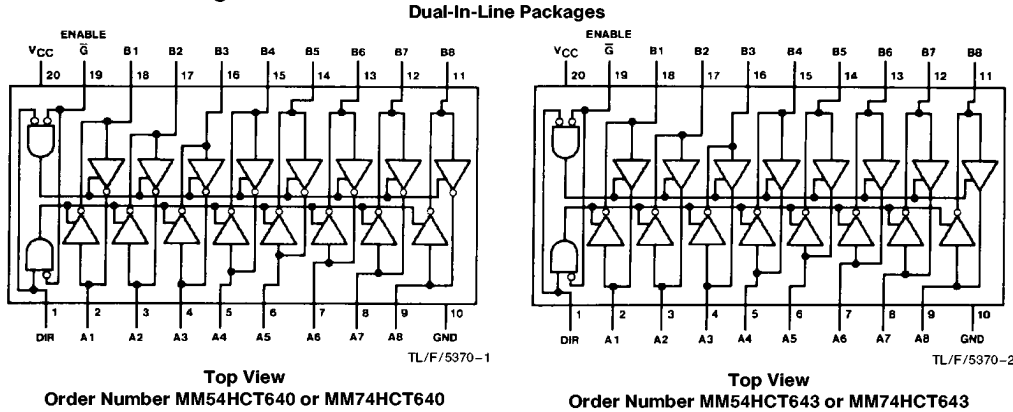 Dual-In-Line Packages
ENABLE
VCC G̅ B1 B2 B3 B4 B5 B6 B7 B8
20 19 18 17 16 15 14 13 12 11
1 2 3 4 5 6 7 8 9 10
DIR A1 A2 A3 A4 A5 A6 A7 A8 GND
TL/F/5370-1
Top View
Order Number MM54HCT640 or MM74HCT640
ENABLE
VCC G̅ B1 B2 B3 B4 B5 B6 B7 B8
20 19 18 17 16 15 14 13 12 11
1 2 3 4 5 6 7 8 9 10
DIR A1 A2 A3 A4 A5 A6 A7 A8 GND
TL/F/5370-2
Top View
Order Number MM54HCT643 or MM74HCT643